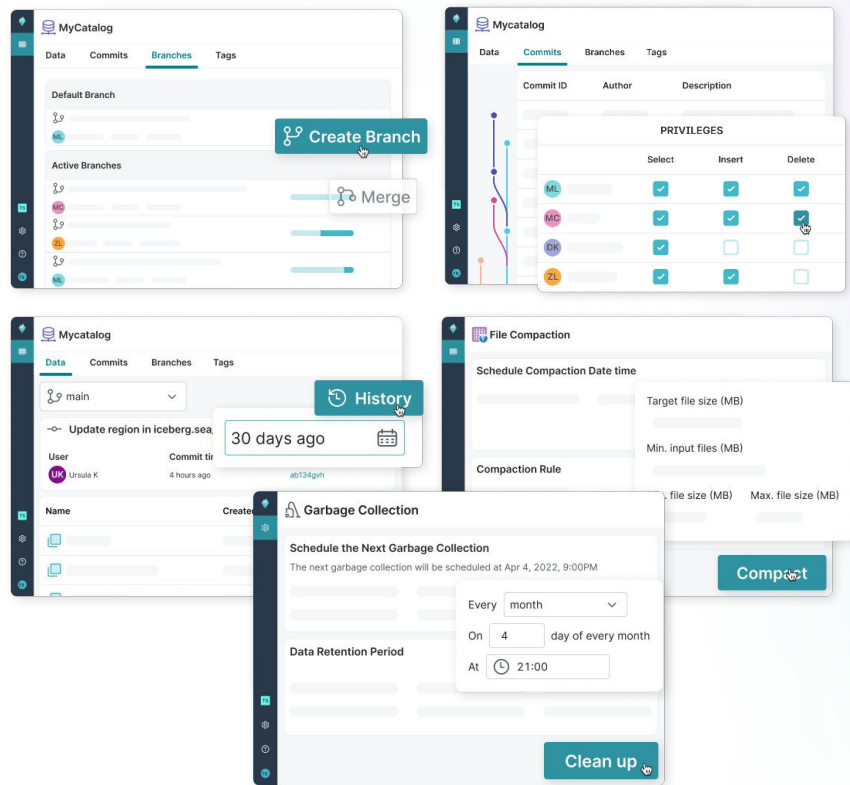 MyCatalog
Data Commits Branches Tags
Default Branch
ML
Create Branch
Active Branches
Merge
MC
ZL
ML
TS
Mycatalog
Data Commits Branches Tags
Commit ID Author Description
PRIVILEGES
Select Insert Delete
ML
MC
DK
ZL
TS
Mycatalog
Data Commits Branches Tags
main
History
Update region in iceberg.sea
30 days ago
User Commit
UK Ursula K 4 hours ago ab134gvh
Name
TS
File Compaction
Schedule Compaction Date time
Target file size (MB)
Min. input files (MB)
Compaction Rule
file size (MB) Max. file size (MB)
Compact
Garbage Collection
Schedule the Next Garbage Collection
The next garbage collection will be scheduled at Apr 4, 2022, 9:00PM
Every month
On 4 day of every month
Data Retention Period
At 21:00
TS
Clean up